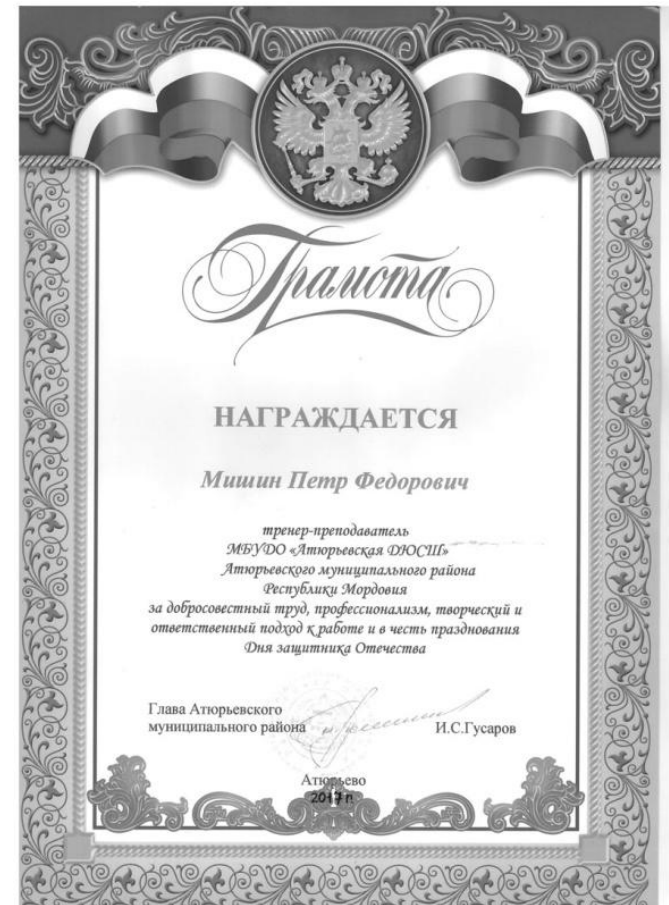 Грамота
НАГРАЖДАЕТСЯ
Мишин Петр Федорович
тренер-преподаватель
МБУДО «Атюрьевская ДЮСШ»
Атюрьевского муниципального района
Республики Мордовия
за добросовестный труд, профессионализм, творческий и
ответственный подход к работе и в честь празднования
Дня защитника Отечества
Глава Атюрьевского
муниципального района
И.С.Гусаров
Атюрьево
2017 г.